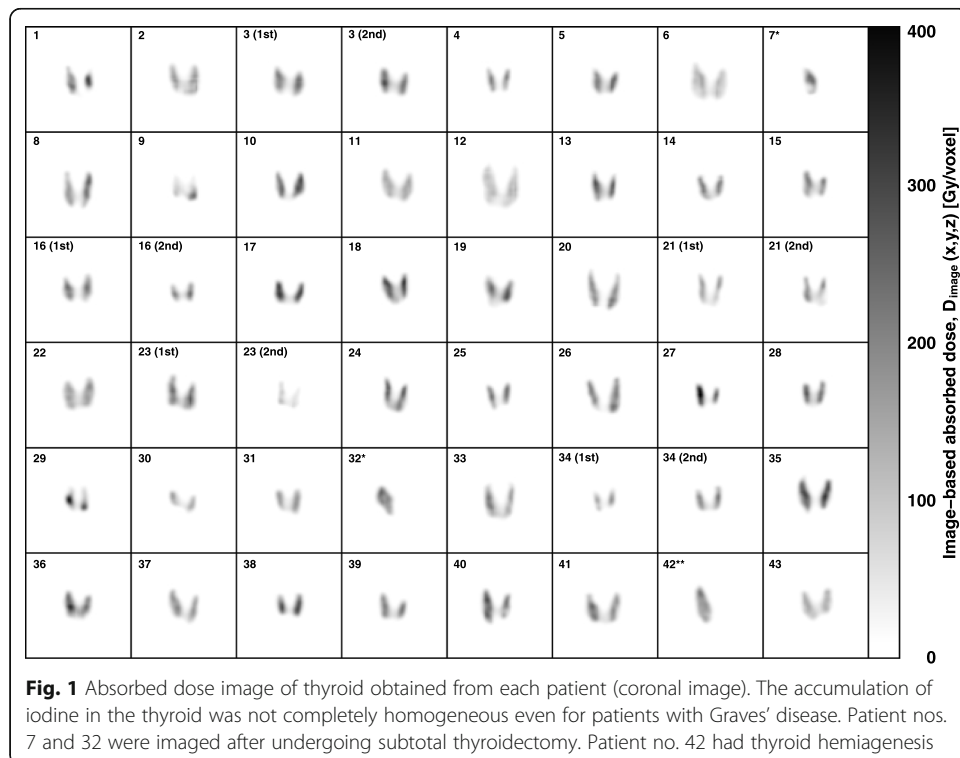 1 2 3 (1st) 3 (2nd) 4 5 6 7*
8 9 10 11 12 13 14 15
16 (1st) 16 (2nd) 17 18 19 20 21 (1st) 21 (2nd)
22 23 (1st) 23 (2nd) 24 25 26 27 28
29 30 31 32* 33 34 (1st) 34 (2nd) 35
36 37 38 39 40 41 42** 43
400
300
200
100
0
Image–based absorbed dose, Dimage (x,y,z) [Gy/voxel]
Fig. 1 Absorbed dose image of thyroid obtained from each patient (coronal image). The accumulation of
iodine in the thyroid was not completely homogeneous even for patients with Graves’ disease. Patient nos.
7 and 32 were imaged after undergoing subtotal thyroidectomy. Patient no. 42 had thyroid hemiagenesis